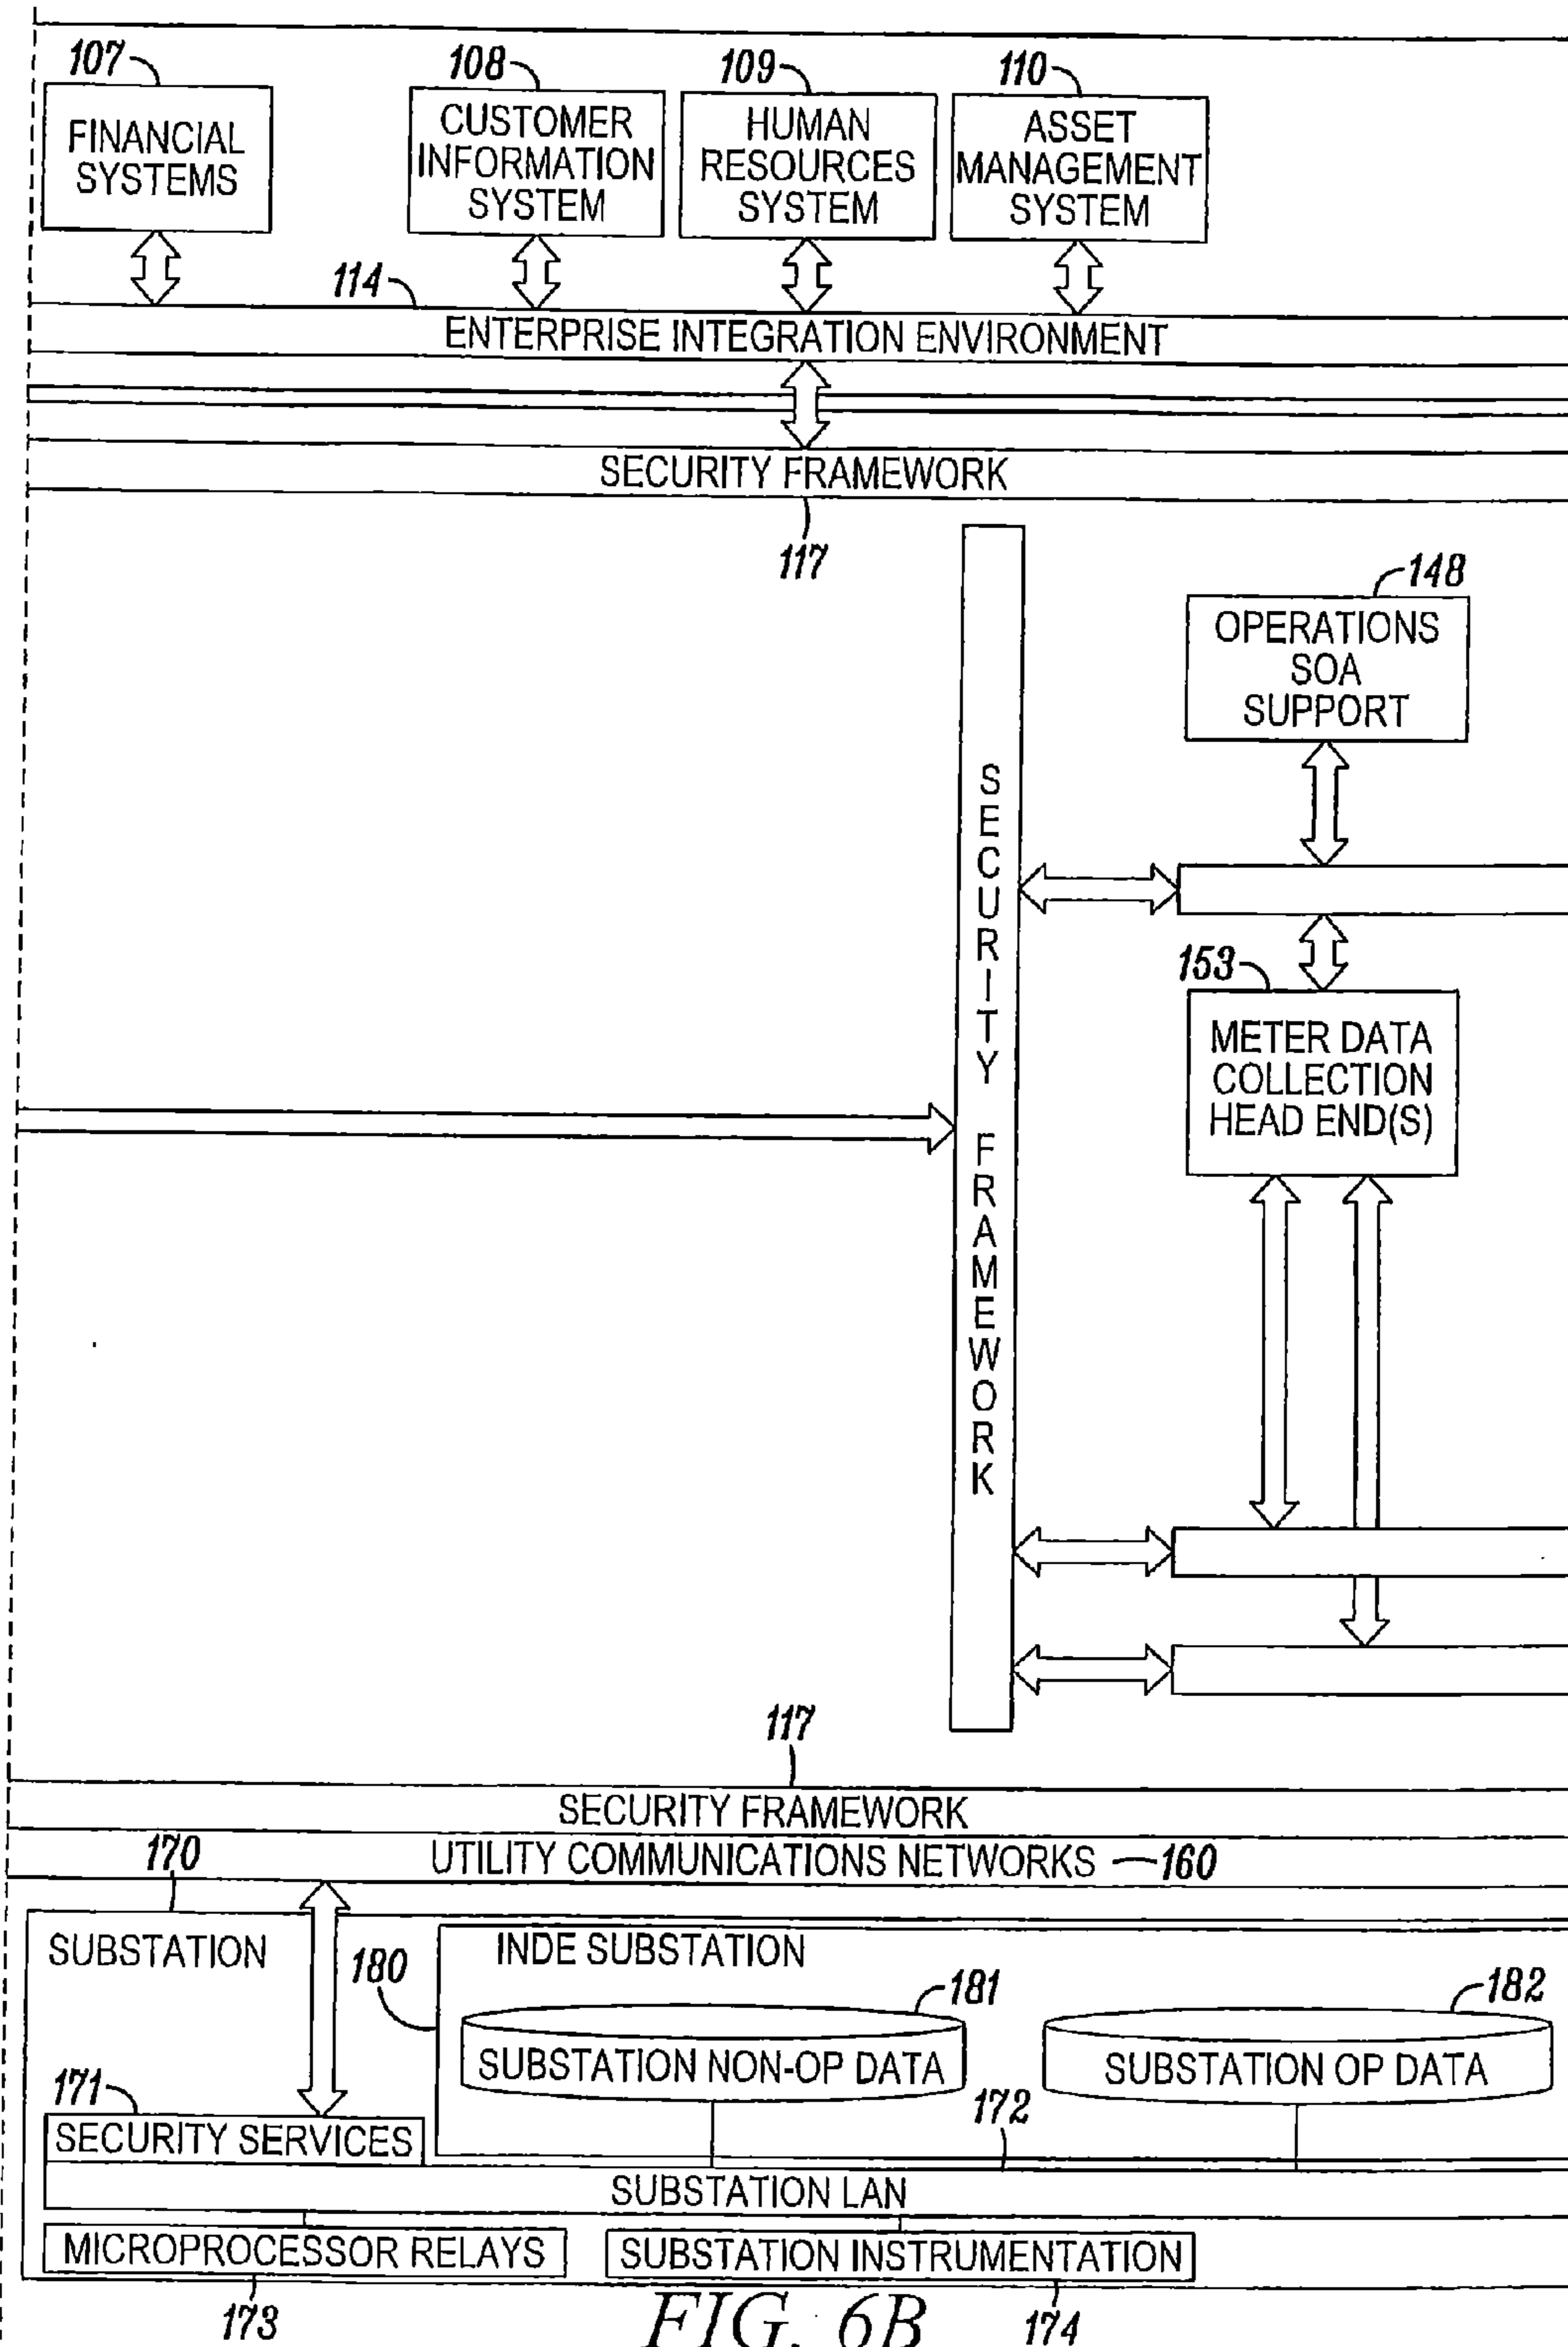 107
108
109
110
FINANCIAL
SYSTEMS
CUSTOMER
INFORMATION
SYSTEM
HUMAN
RESOURCES
SYSTEM
ASSET
MANAGEMENT
SYSTEM
114
ENTERPRISE INTEGRATION ENVIRONMENT
SECURITY FRAMEWORK
117
148
OPERATIONS
SOA
SUPPORT
SECURITY FRAMEWORK
153
METER DATA
COLLECTION
HEAD END(S)
117
SECURITY FRAMEWORK
170
UTILITY COMMUNICATIONS NETWORKS 160
SUBSTATION
180
INDE SUBSTATION
181
182
SUBSTATION NON-OP DATA
SUBSTATION OP DATA
171
172
SECURITY SERVICES
SUBSTATION LAN
MICROPROCESSOR RELAYS
SUBSTATION INSTRUMENTATION
173
FIG. 6B
174